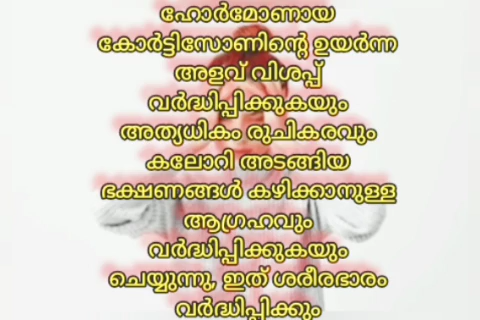 ഹോർമോണായ
കോർട്ടിസോണിന്റെ ഉയർന്ന
അളവ് വിശപ്പ്
വർദ്ധിപ്പിക്കുകയും
അത്യധികം രുചികരവും
കലോറി അടങ്ങിയ
ഭക്ഷണങ്ങൾ കഴിക്കാനുള്ള
ആഗ്രഹവും
വർദ്ധിപ്പിക്കുകയും
ചെയ്യുന്നു, ഇത് ശരീരഭാരം
വർദ്ധിപ്പിക്കും